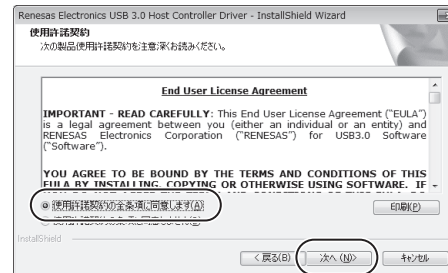 Renesas Electronics USB 3.0 Host Controller Driver - InstallShield Wizard
使用許諾契約
次の製品使用許諾契約を注意深くお読みください。
End User License Agreement
IMPORTANT - READ CAREFULLY: This End User License Agreement ("EULA")
is a legal agreement between you (either an individual or an entity) and
RENESAS Electronics Corporation ("RENESAS") for USB3.0 Software
("Software").
YOU AGREE TO BE BOUND BY THE TERMS AND CONDITIONS OF THIS
EULA BY INSTALLING, COPYING OR OTHERWISE USING SOFTWARE. IF
使用許諾契約の全条項に同意します(A)
印刷(P)
InstallShield
< 戻る(B)
次へ (N)>
キャンセル